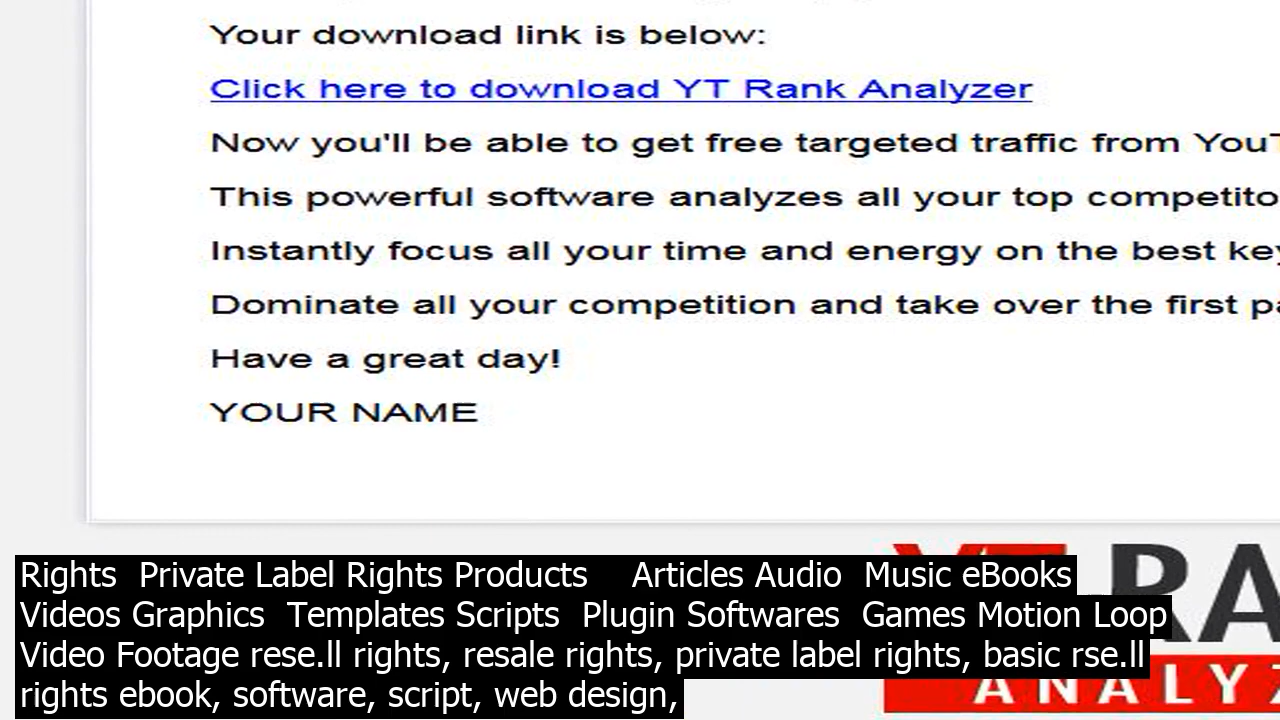 Your download link is below:
Click here to download YT Rank Analyzer
Now you'll be able to get free targeted traffic from YouT
This powerful software analyzes all your top competito
Instantly focus all your time and energy on the best key
Dominate all your competition and take over the first pa
Have a great day!
YOUR NAME
YT RA
ANALYZ
Rights  Private Label Rights Products    Articles Audio  Music eBooks
Videos Graphics  Templates Scripts  Plugin Softwares  Games Motion Loop
Video Footage rese.ll rights, resale rights, private label rights, basic rse.ll
rights ebook, software, script, web design,